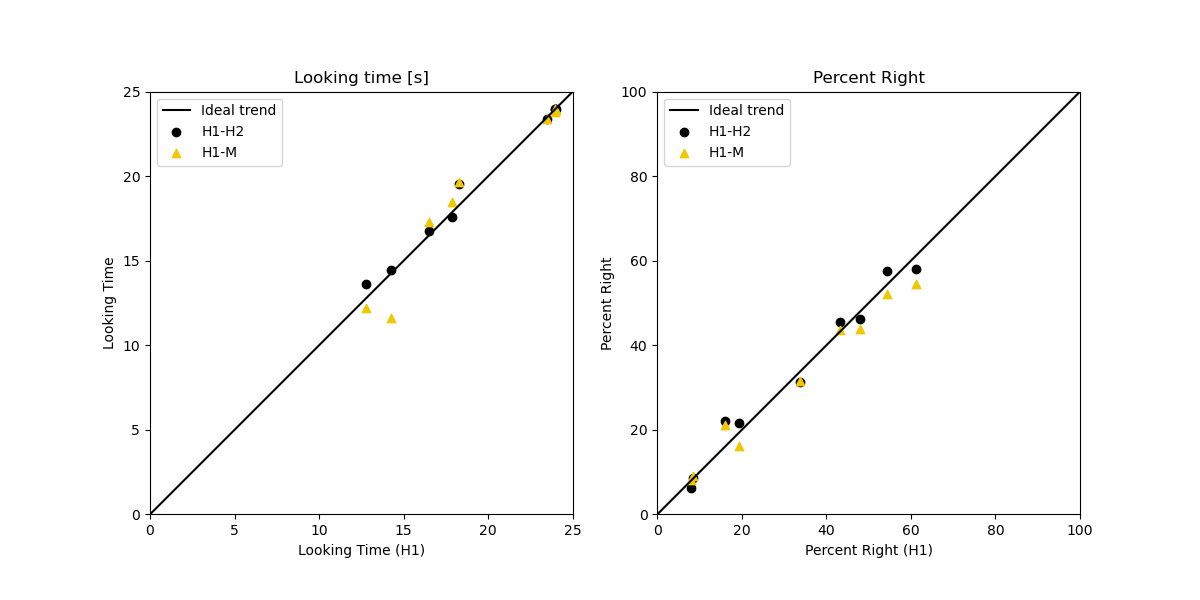 Looking time [s]
Ideal trend
H1-H2
H1-M
25
20
15
10
5
0
0 5 10 15 20 25
Looking Time
Looking Time (H1)
Percent Right
Ideal trend
H1-H2
H1-M
100
80
60
40
20
0
0 20 40 60 80 100
Percent Right
Percent Right (H1)